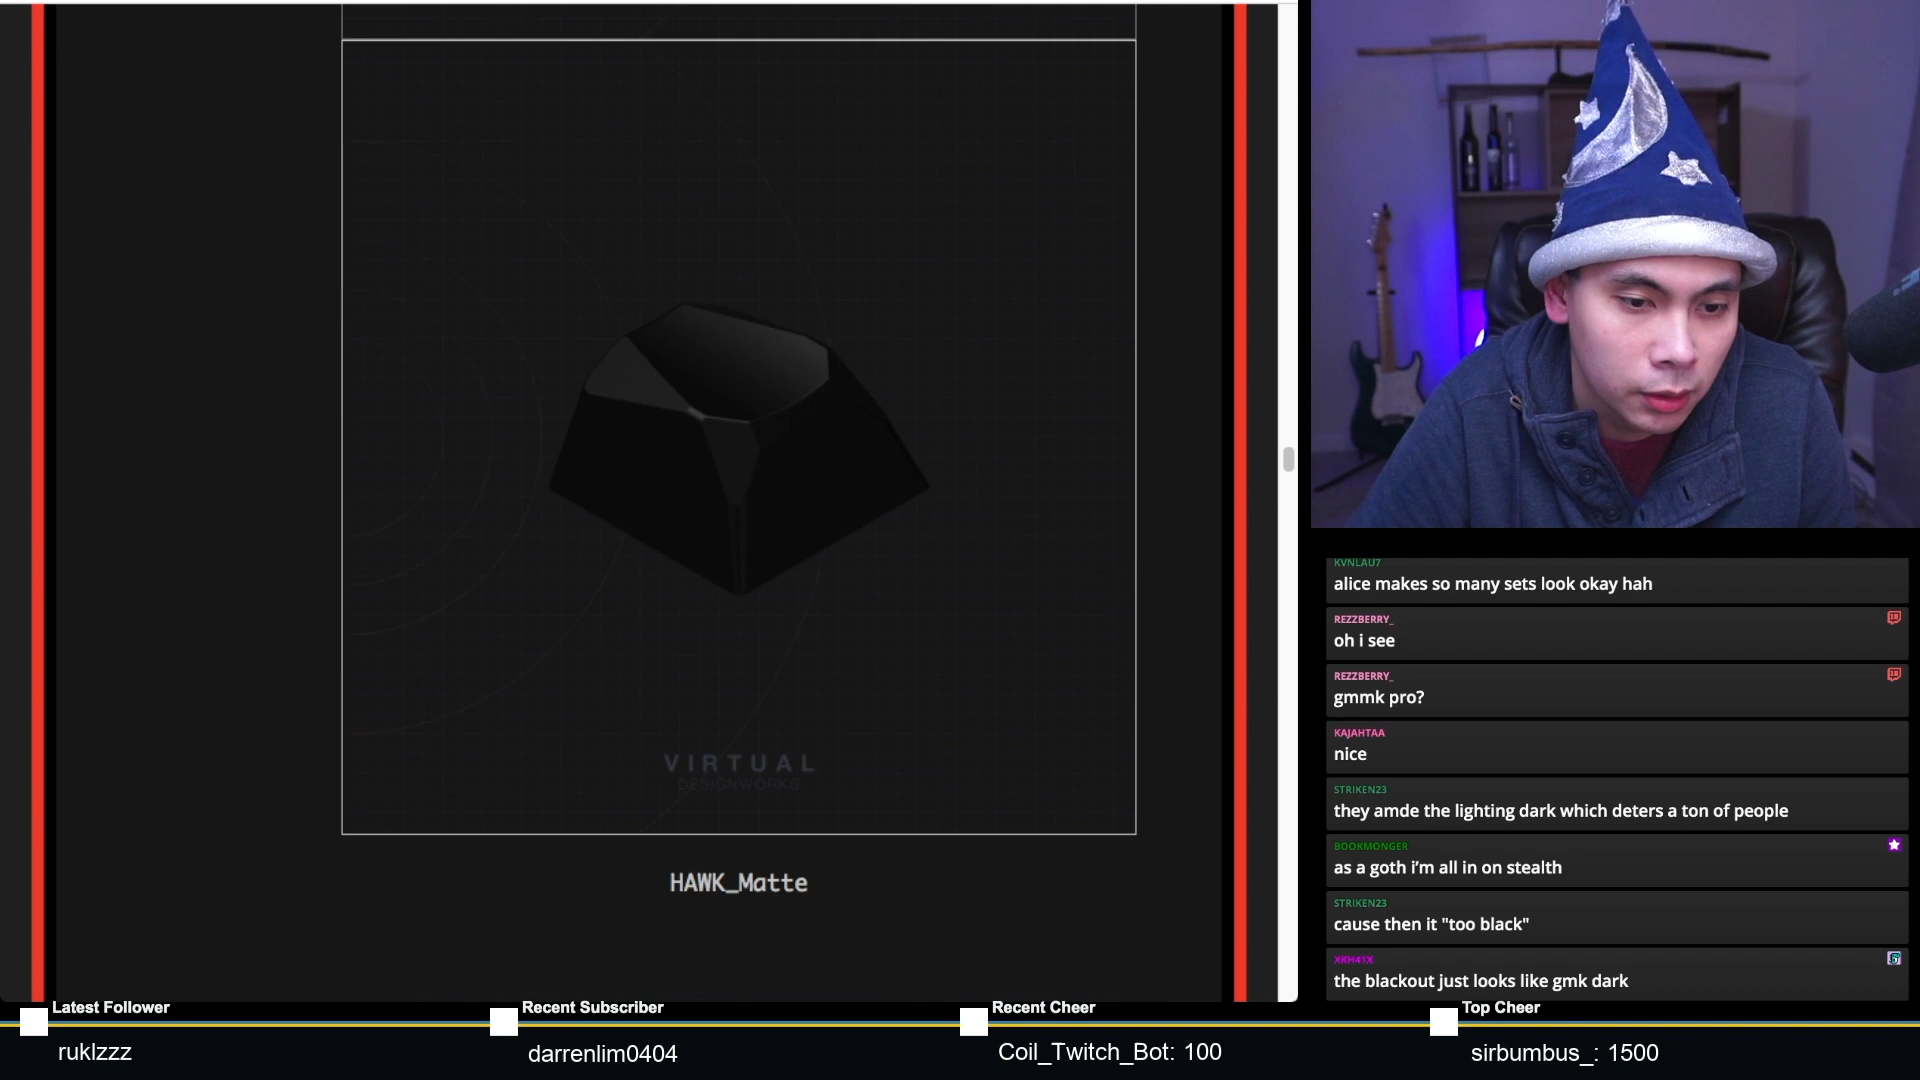 VIRTUAL
DESIGNWORKS
HAWK_Matte
KVNLAU7
alice makes so many sets look okay hah
REZZBERRY_
oh i see
REZZBERRY_
gmmk pro?
KAJAHTAA
nice
STRIKEN23
they amde the lighting dark which deters a ton of people
BOOKMONGER
as a goth i'm all in on stealth
STRIKEN23
cause then it "too black"
XKH41X
the blackout just looks like gmk dark
Latest Follower
ruklzzz
Recent Subscriber
darrenlim0404
Recent Cheer
Coil_Twitch_Bot: 100
Top Cheer
sirbumbus_: 1500